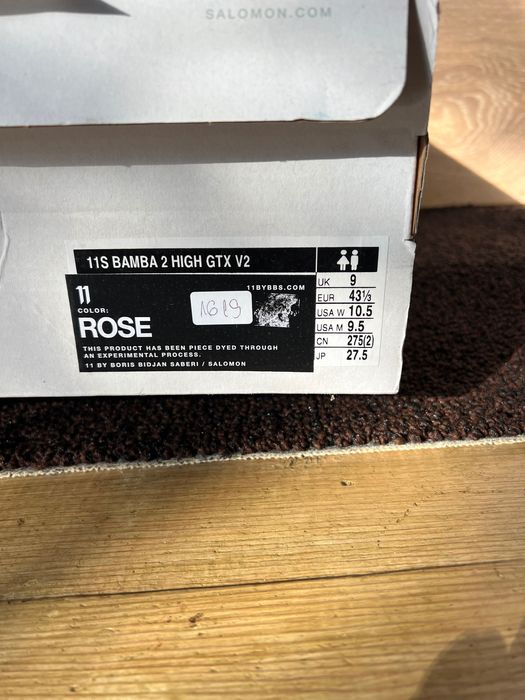 SALOMON.COM
11S BAMBA 2 HIGH GTX V2
11
11BYBBS.COM
COLOR:
ROSE
1619
THIS PRODUCT HAS BEEN PIECE DYED THROUGH
AN EXPERIMENTAL PROCESS.
11 BY BORIS BIDJAN SABERI / SALOMON
UK 9
EUR 43⅓
USA W 10.5
USA M 9.5
CN 275(2)
JP 27.5